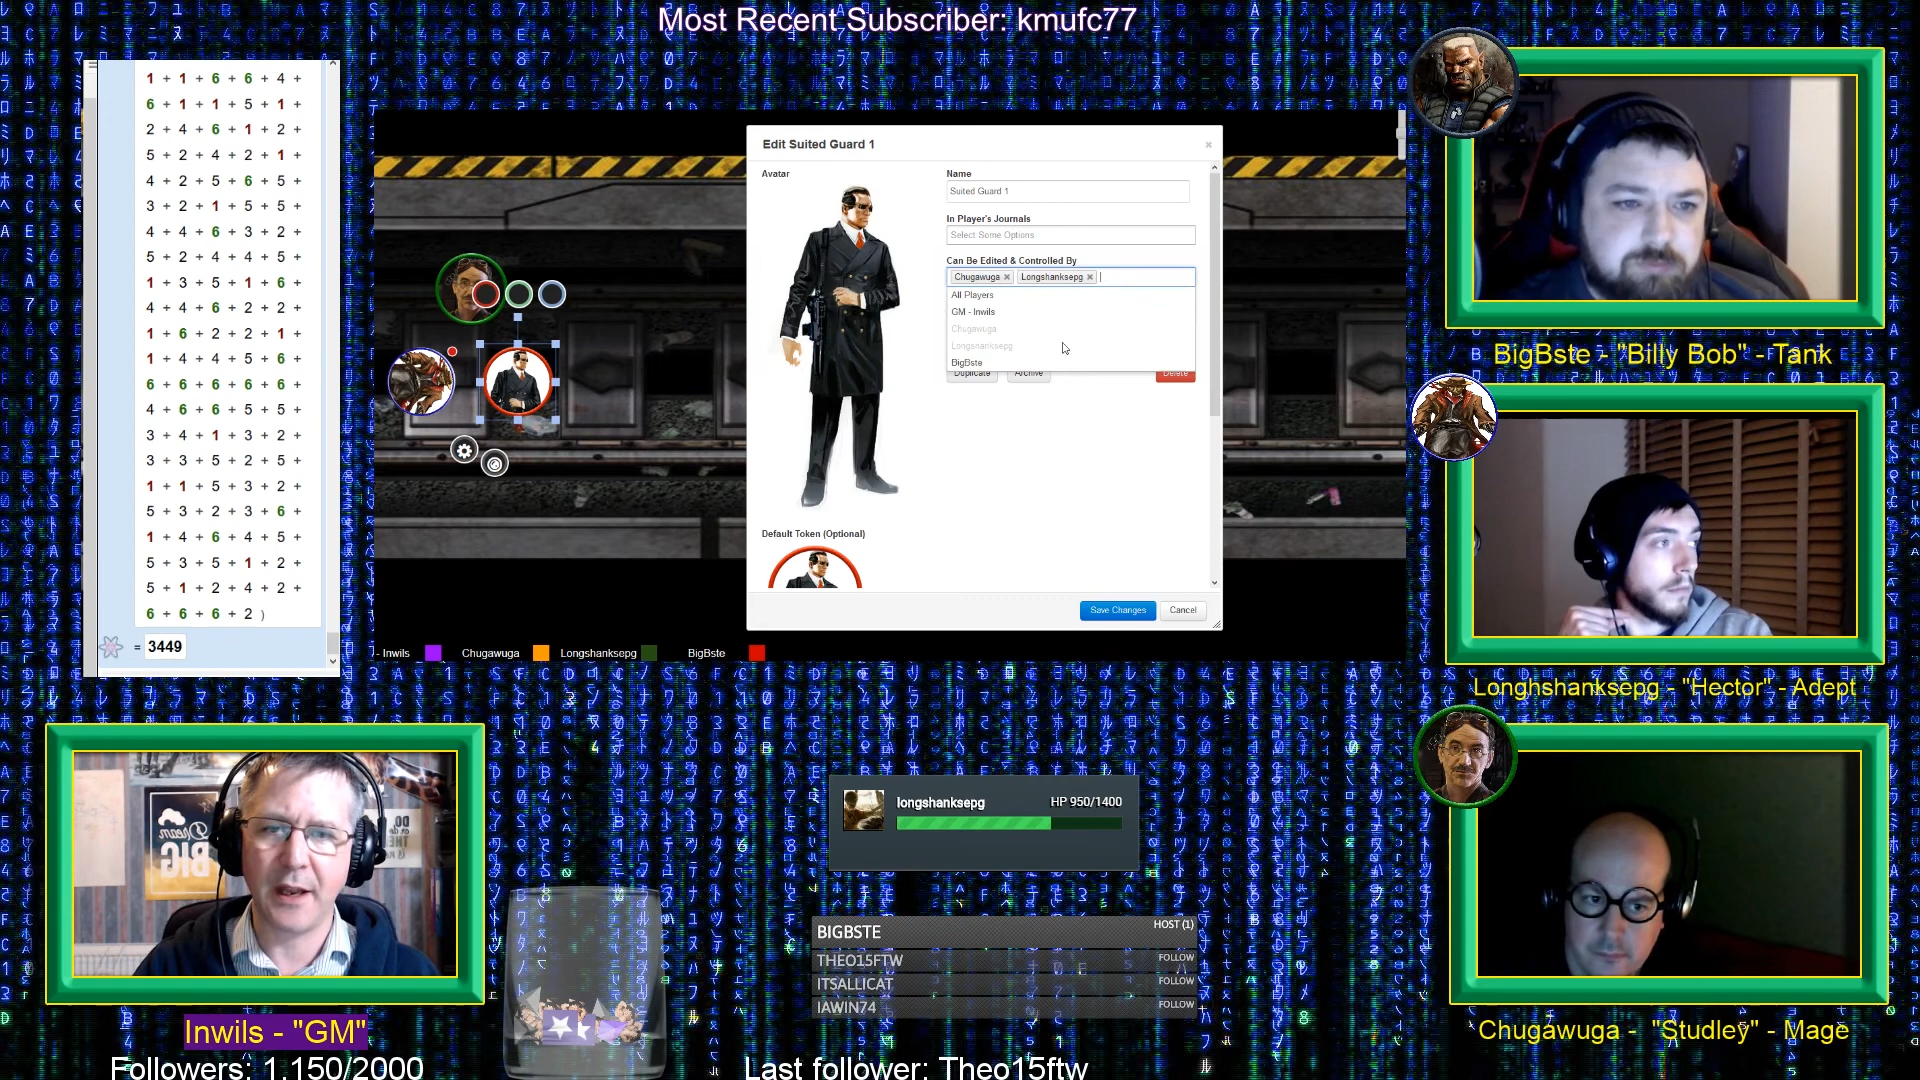 Most Recent Subscriber: kmufc77
1 + 1 + 6 + 6 + 4 +
6 + 1 + 1 + 5 + 1 +
2 + 4 + 6 + 1 + 2 +
5 + 2 + 4 + 2 + 1 +
4 + 2 + 5 + 6 + 5 +
3 + 2 + 1 + 5 + 5 +
4 + 4 + 6 + 3 + 2 +
5 + 2 + 4 + 4 + 5 +
1 + 3 + 5 + 1 + 6 +
4 + 4 + 6 + 2 + 2 +
1 + 6 + 2 + 2 + 1 +
1 + 4 + 4 + 5 + 6 +
6 + 6 + 6 + 6 + 6 +
4 + 6 + 6 + 5 + 5 +
3 + 4 + 1 + 3 + 2 +
3 + 3 + 5 + 2 + 5 +
1 + 1 + 5 + 3 + 2 +
5 + 3 + 2 + 3 + 6 +
1 + 4 + 6 + 4 + 5 +
5 + 3 + 5 + 1 + 2 +
5 + 1 + 2 + 4 + 2 +
6 + 6 + 6 + 2 )
= 3449
Edit Suited Guard 1
Avatar
Name
Suited Guard 1
In Player's Journals
Select Some Options
Can Be Edited & Controlled By
Chugawuga Longshanksepg
All Players
GM - Inwils
Chugawuga
Longshanksepg
BigBste
Duplicate Archive Delete
Default Token (Optional)
Save Changes Cancel
- Inwils Chugawuga Longshanksepg BigBste
BigBste - "Billy Bob" - Tank
Longhshanksepg - "Hector" - Adept
Chugawuga - "Studley" - Mage
Dream
BIG
Inwils - "GM"
Followers: 1,150/2000
longshanksepg HP 950/1400
BIGBSTE HOST (1)
THEO15FTW FOLLOW
ITSALLICAT FOLLOW
IAWIN74 FOLLOW
Last follower: Theo15ftw